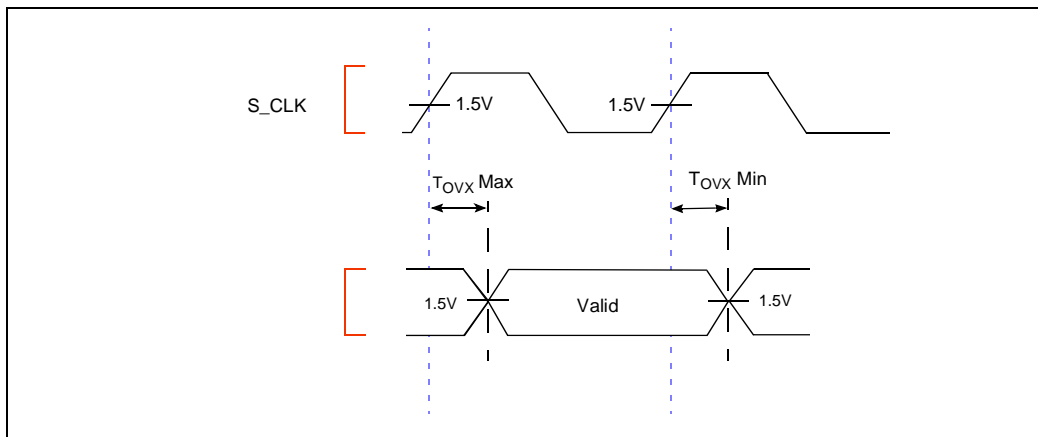 S_CLK
1.5V
1.5V
TOVX Max
TOVX Min
1.5V
Valid
1.5V